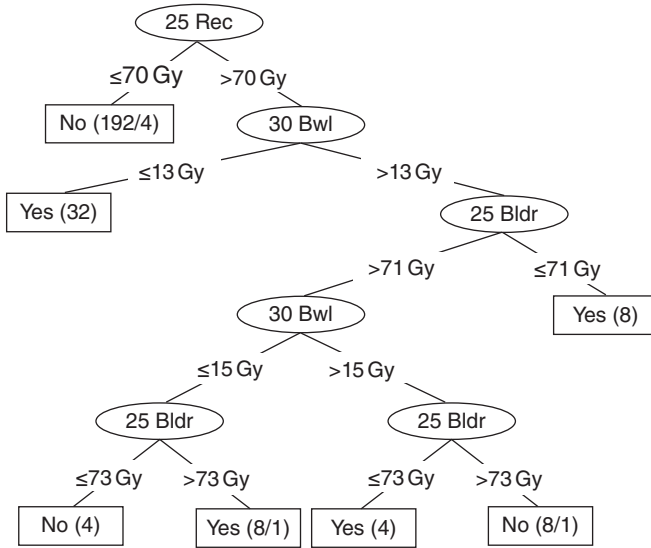 25 Rec
≤70 Gy
>70 Gy
No (192/4)
30 Bwl
≤13 Gy
>13 Gy
Yes (32)
25 Bldr
>71 Gy
≤71 Gy
30 Bwl
Yes (8)
≤15 Gy
>15 Gy
25 Bldr
25 Bldr
≤73 Gy
>73 Gy
≤73 Gy
>73 Gy
No (4)
Yes (8/1)
Yes (4)
No (8/1)